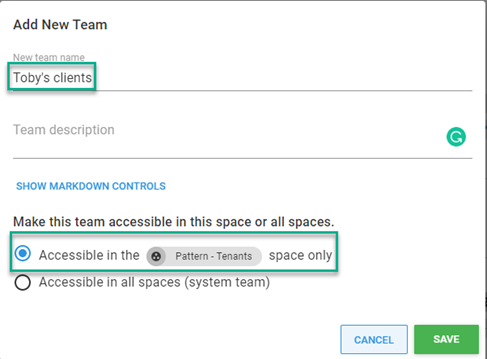 Add New Team
New team name
Toby's clients
Team description
SHOW MARKDOWN CONTROLS
Make this team accessible in this space or all spaces.
Accessible in the Pattern - Tenants space only
Accessible in all spaces (system team)
CANCEL SAVE